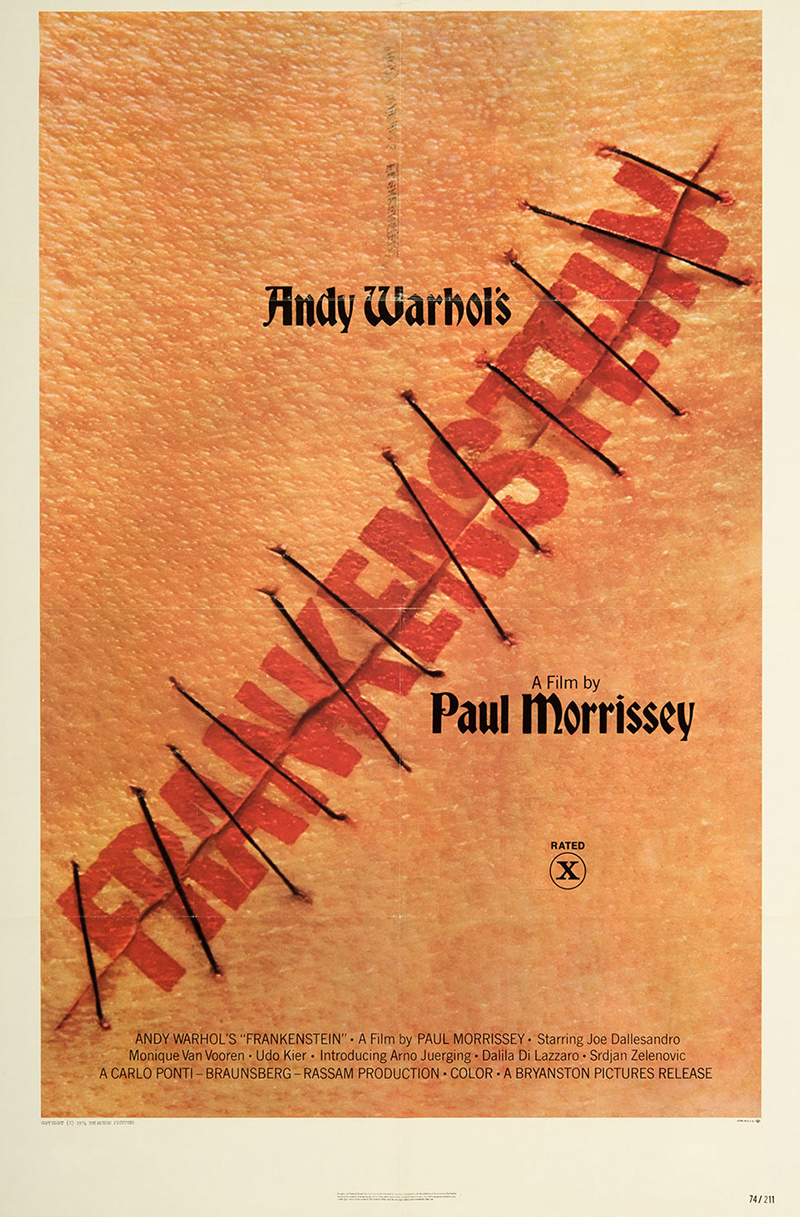 Andy Warhol's
FRANKENSTEIN
A Film by
Paul Morrissey
RATED
X
ANDY WARHOL'S "FRANKENSTEIN" • A Film by PAUL MORRISSEY • Starring Joe Dallesandro
Monique Van Vooren • Udo Kier • Introducing Arno Juerging • Dalila Di Lazzaro • Srdjan Zelenovic
A CARLO PONTI – BRAUNSBERG – RASSAM PRODUCTION • COLOR • A BRYANSTON PICTURES RELEASE
74/211